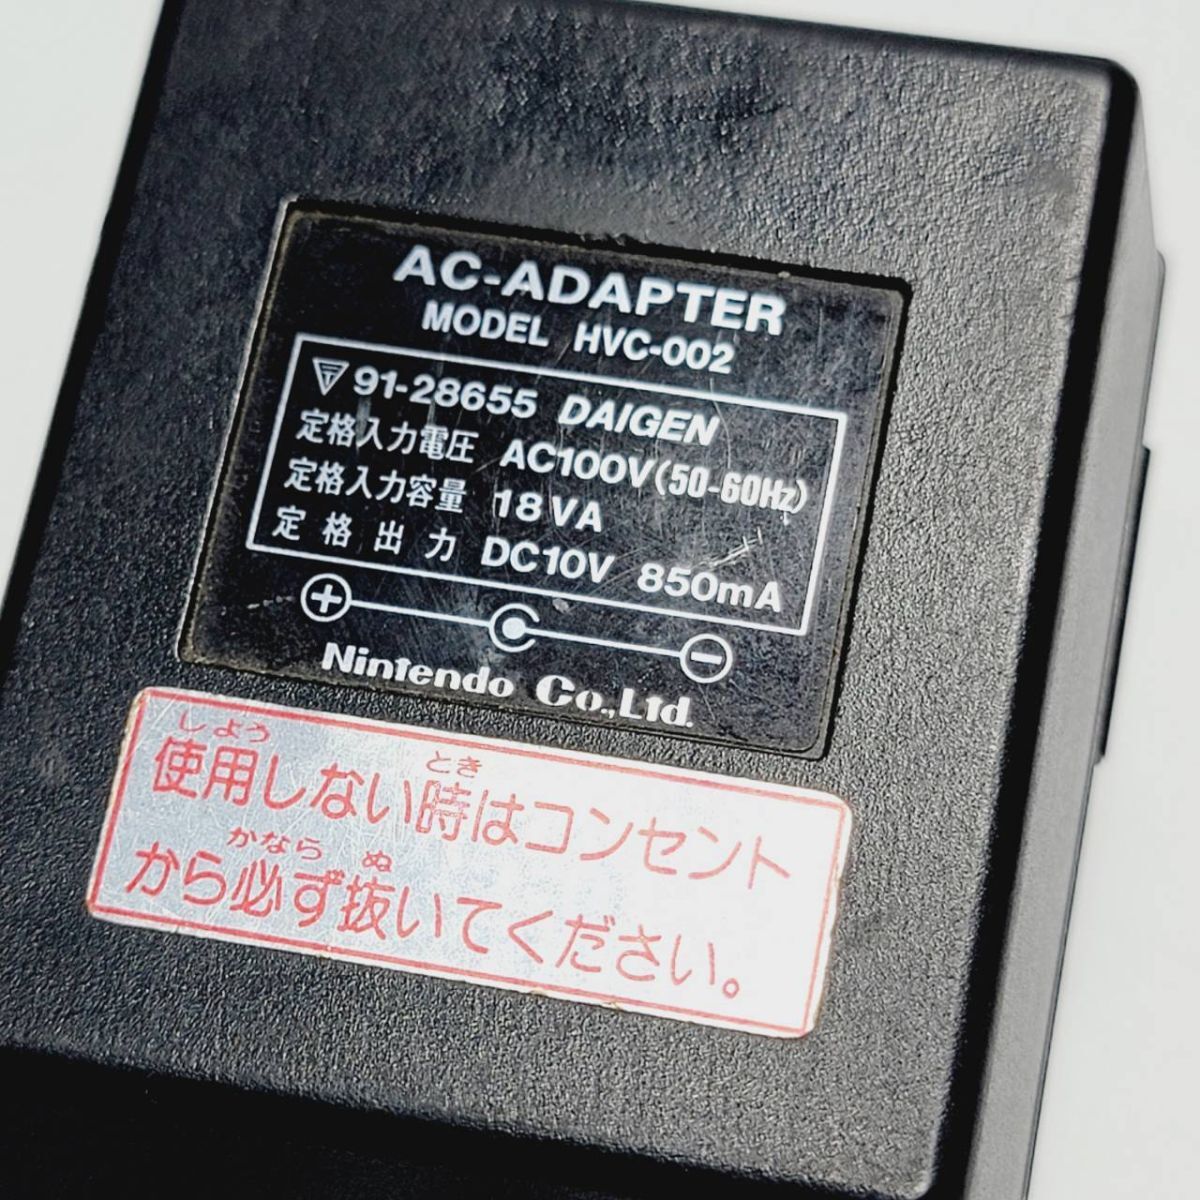 AC-ADAPTER
MODEL HVC-002
91-28655 DAIGEN
定格入力電圧 AC100V(50-60Hz)
定格入力容量 18VA
定格出力 DC10V 850mA
Nintendo Co.,Ltd.
しよう とき
使用しない時はコンセント
かなら ぬ
から必ず抜いてください。